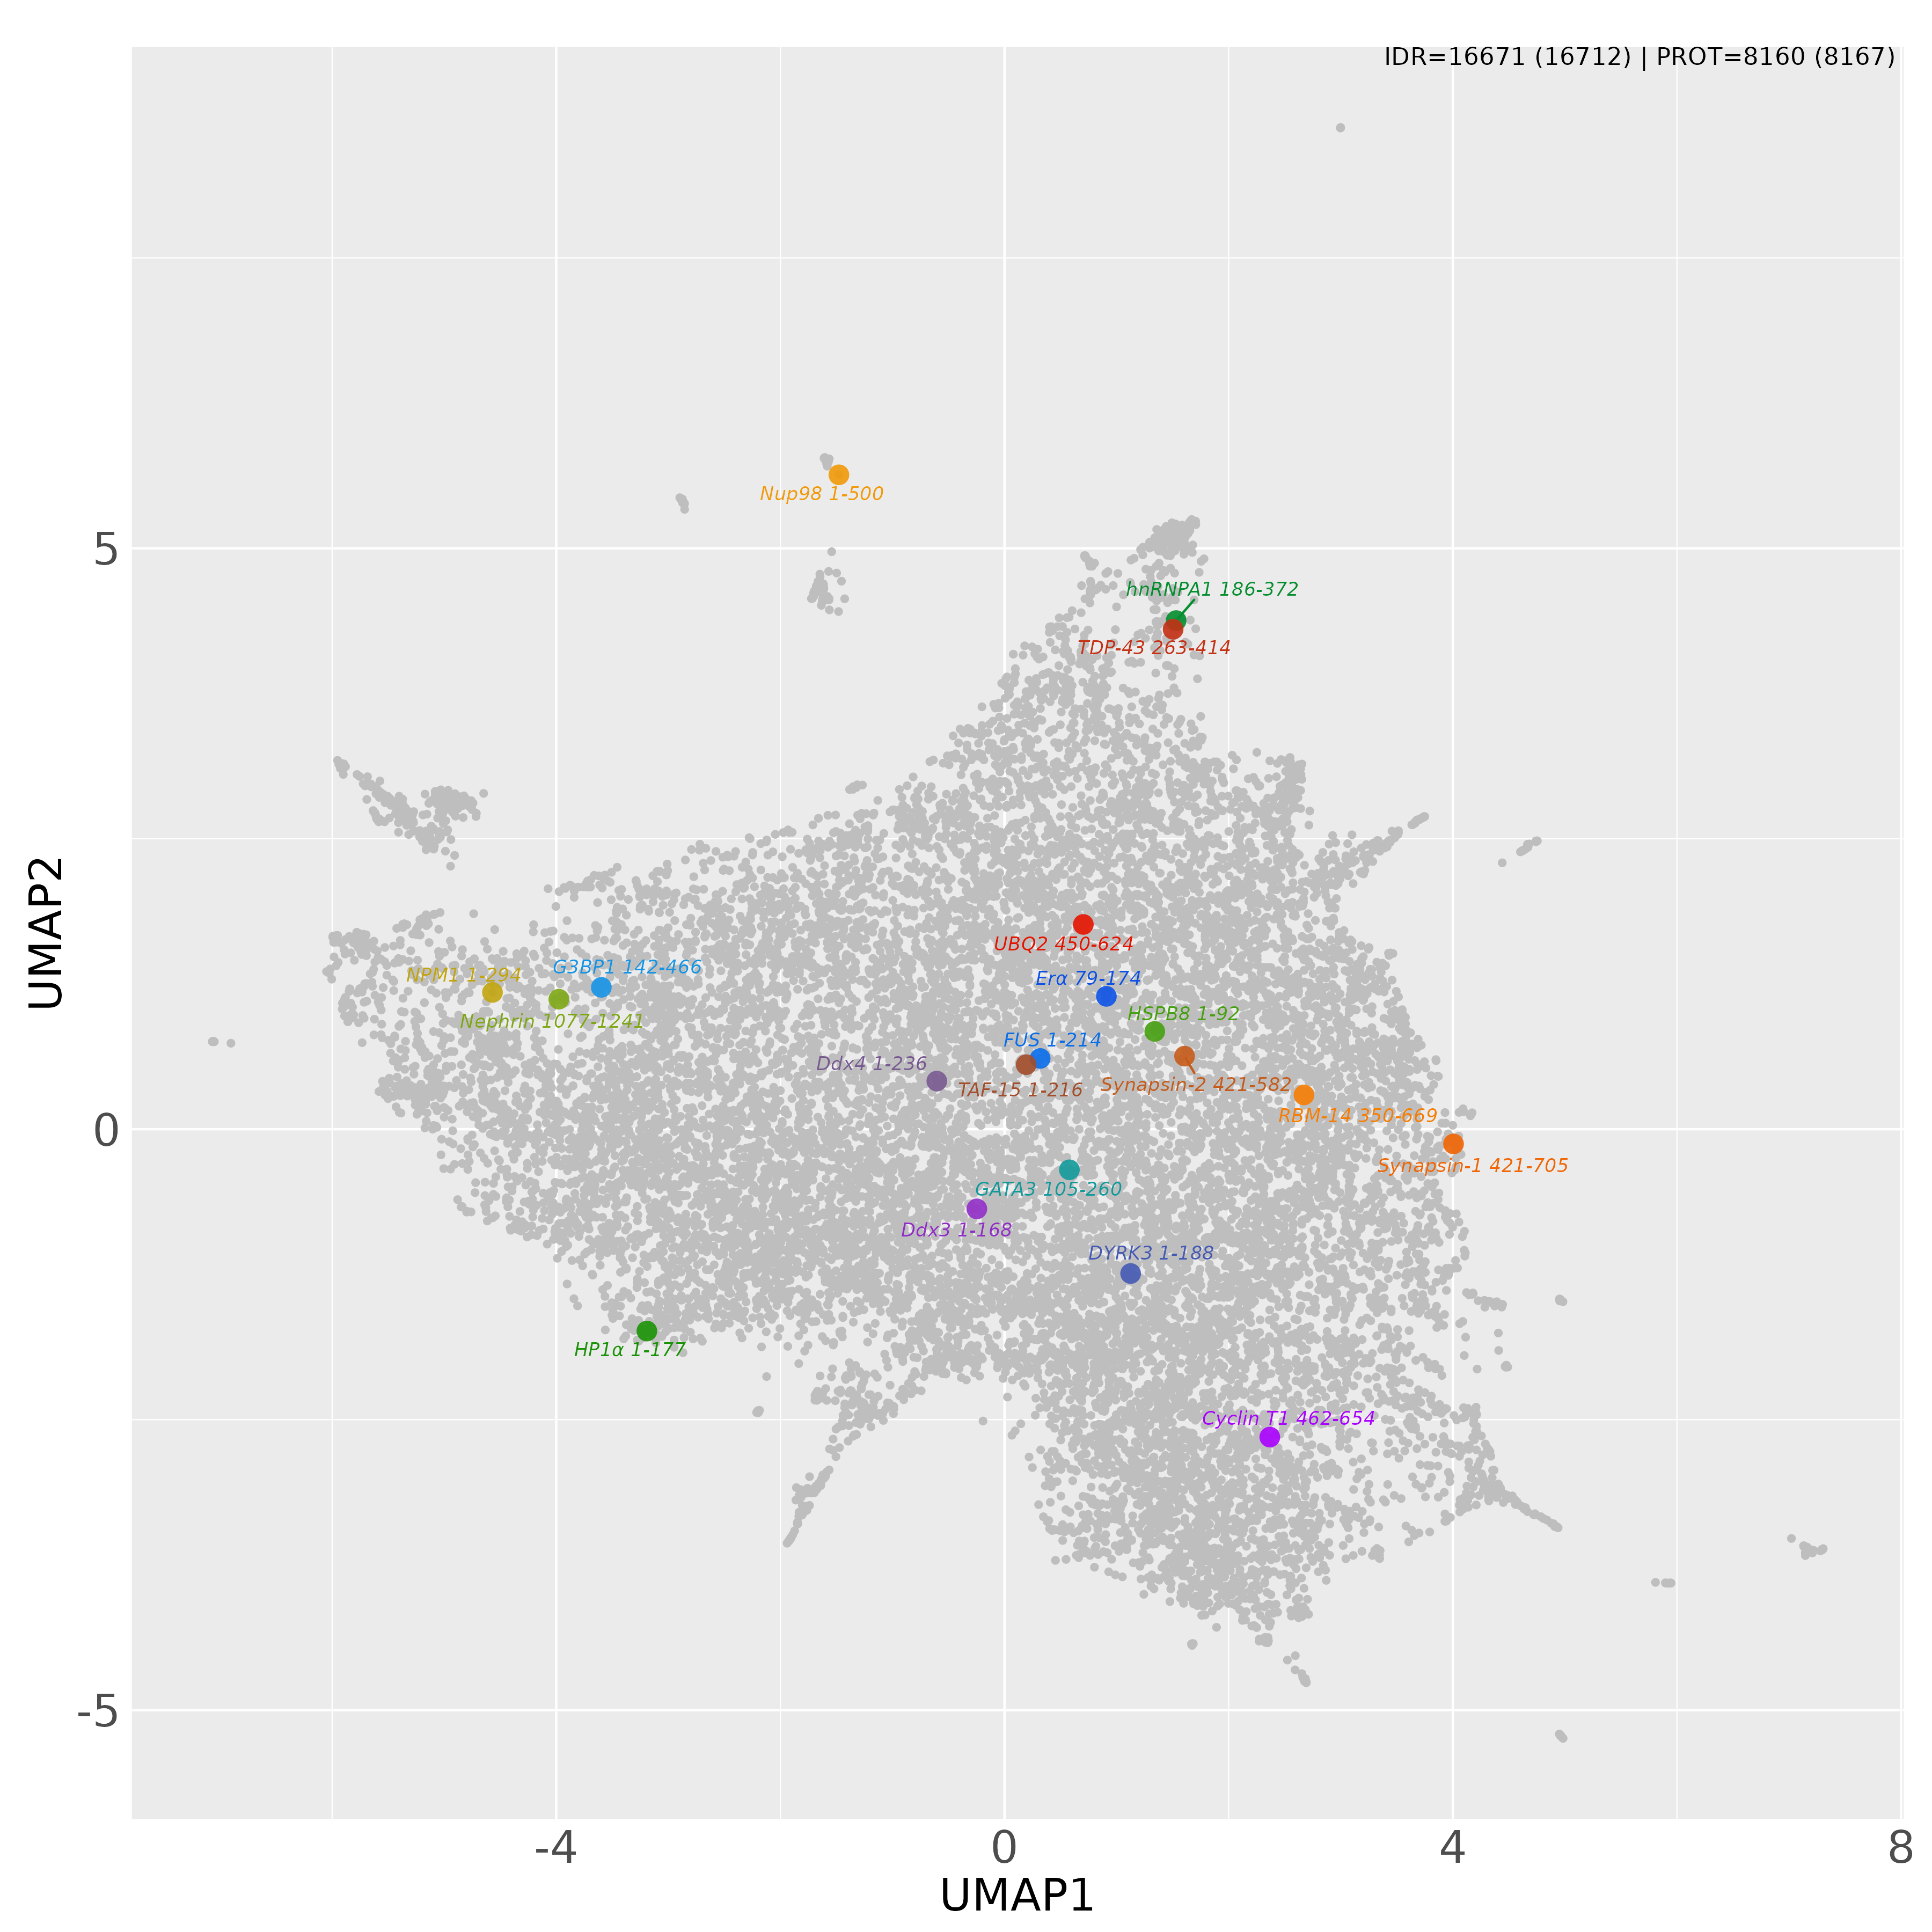 IDR=16671 (16712) | PROT=8160 (8167)
Nup98 1-500
5
hnRNPA1 186-372
TDP-43 263-414
UBQ2 450-624
NPM1 1-294
G3BP1 142-466
Erα 79-174
Nephrin 1077-1241
HSPB8 1-92
FUS 1-214
Ddx4 1-236
TAF-15 1-216
Synapsin-2 421-582
RBM-14 350-669
0
Synapsin-1 421-705
GATA3 105-260
Ddx3 1-168
DYRK3 1-188
HP1α 1-177
Cyclin T1 462-654
-5
UMAP2
-4
0
4
8
UMAP1